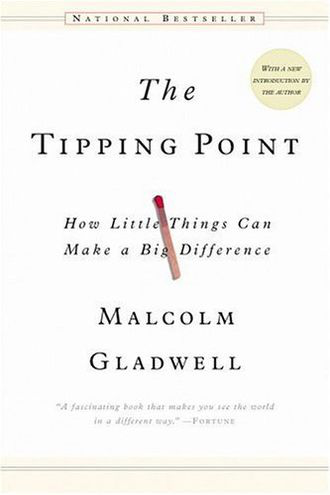 NATIONAL BESTSELLER
The
TIPPING POINT
WITH A NEW
INTRODUCTION BY
THE AUTHOR
How Little Things Can
Make a Big Difference
MALCOLM
GLADWELL
"A fascinating book that makes you see the world
in a different way." —FORTUNE